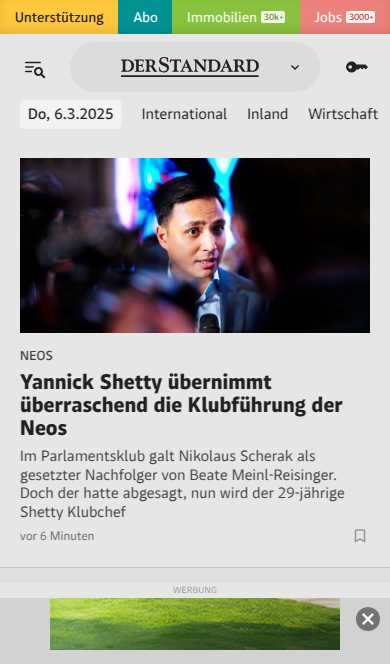 Unterstützung Abo Immobilien 30k+ Jobs 3000+
DERSTANDARD
Do, 6.3.2025 International Inland Wirtschaft
NEOS
Yannick Shetty übernimmt
überraschend die Klubführung der
Neos
Im Parlamentsklub galt Nikolaus Scherak als
gesetzter Nachfolger von Beate Meinl-Reisinger.
Doch der hatte abgesagt, nun wird der 29-jährige
Shetty Klubchef
vor 6 Minuten
WERBUNG